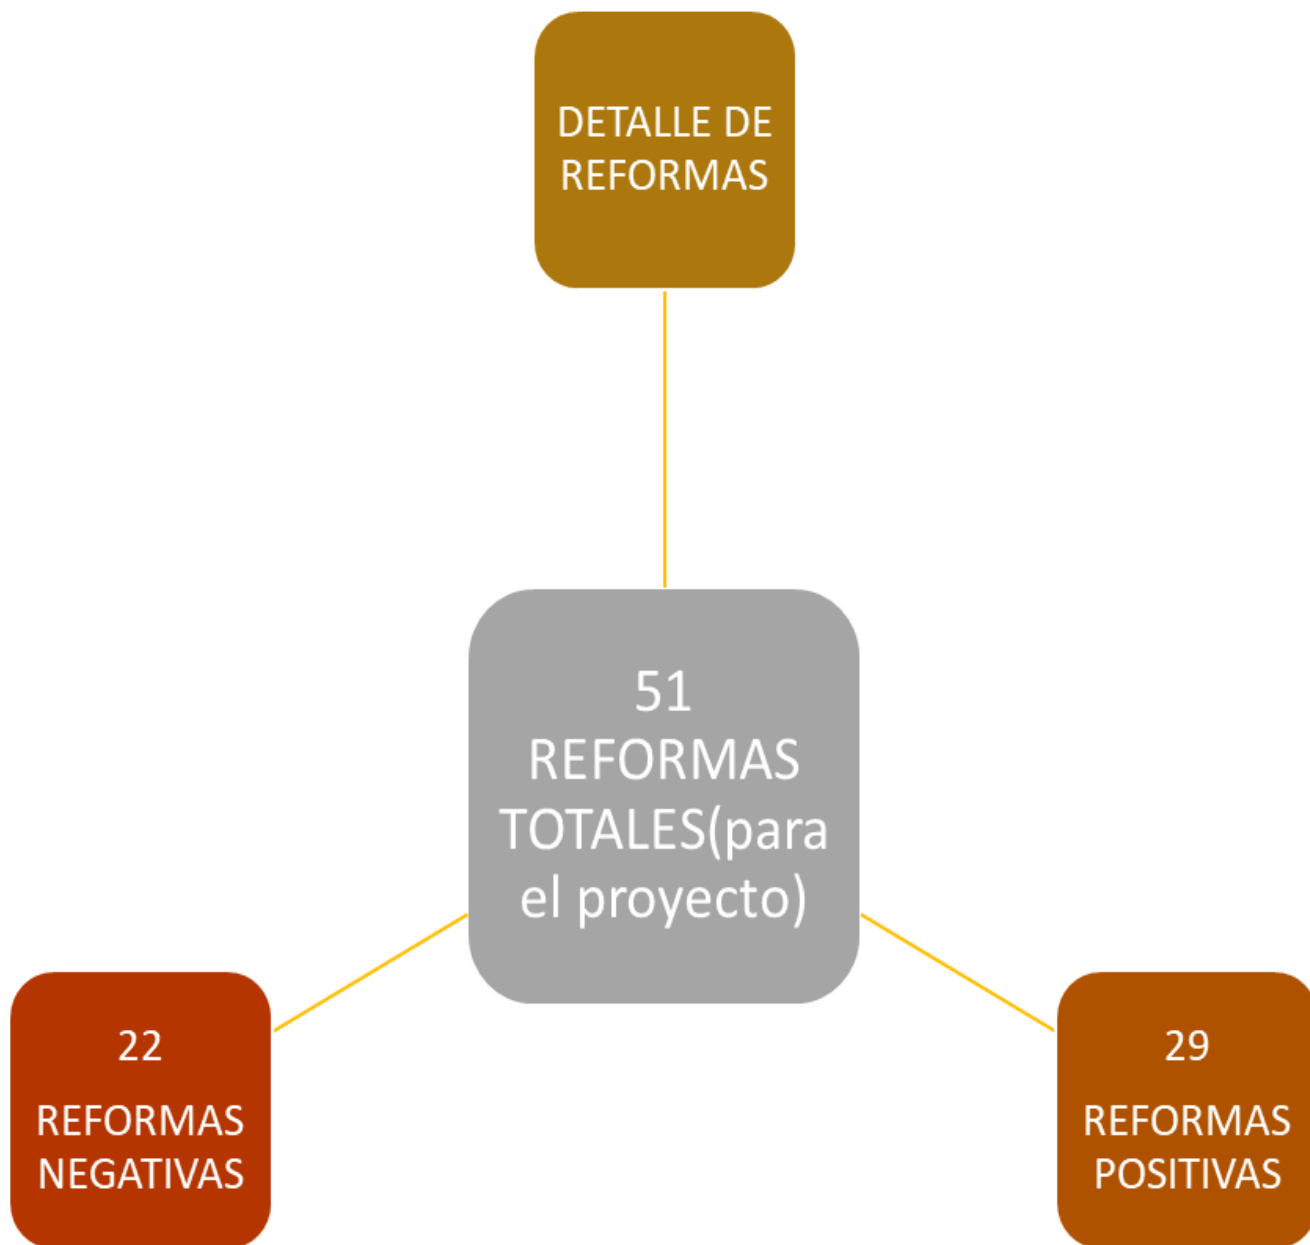 DETALLE DE
REFORMAS
51
REFORMAS
TOTALES(para
el proyecto)
22
REFORMAS
NEGATIVAS
29
REFORMAS
POSITIVAS